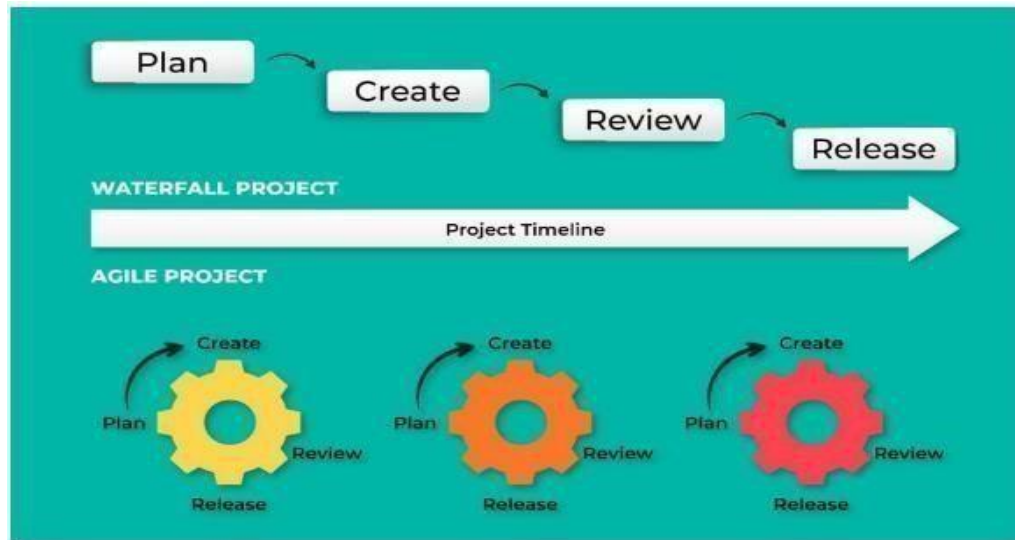 Plan
Create
Review
Release
WATERFALL PROJECT
Project Timeline
AGILE PROJECT
Create
Plan
Review
Release
Create
Plan
Review
Release
Create
Plan
Review
Release